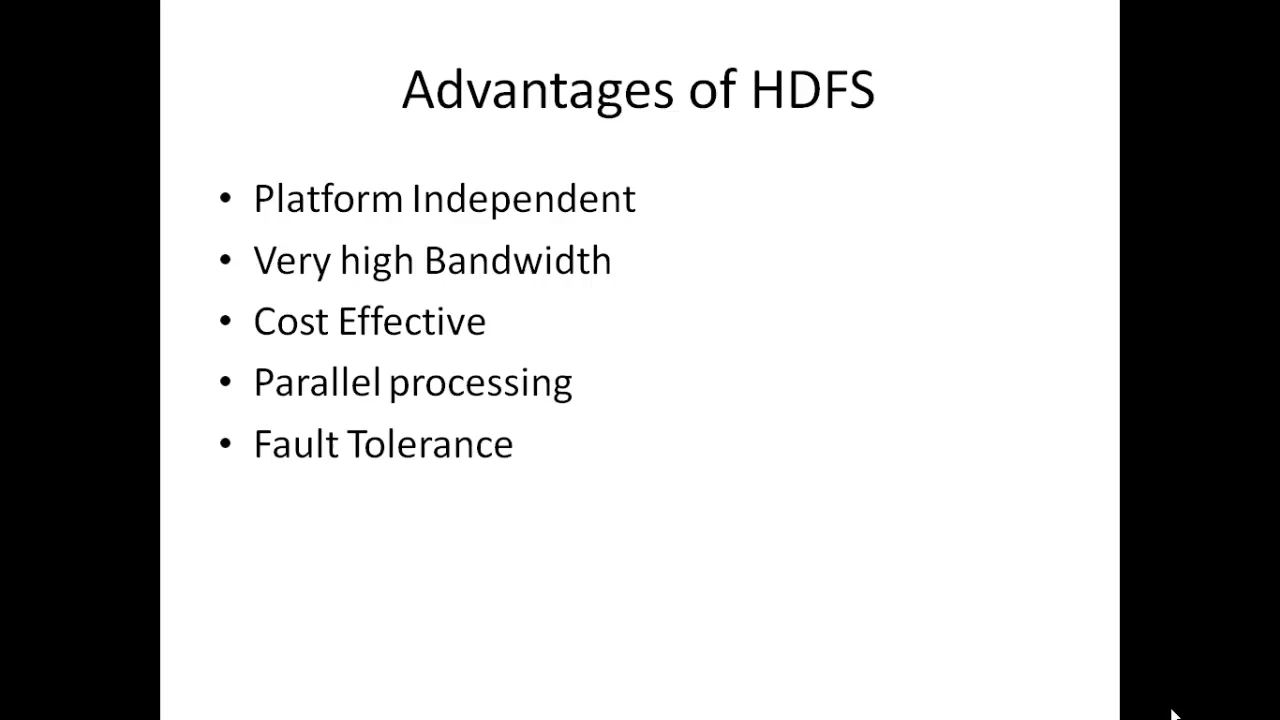 Advantages of HDFS
• Platform Independent
• Very high Bandwidth
• Cost Effective
• Parallel processing
• Fault Tolerance